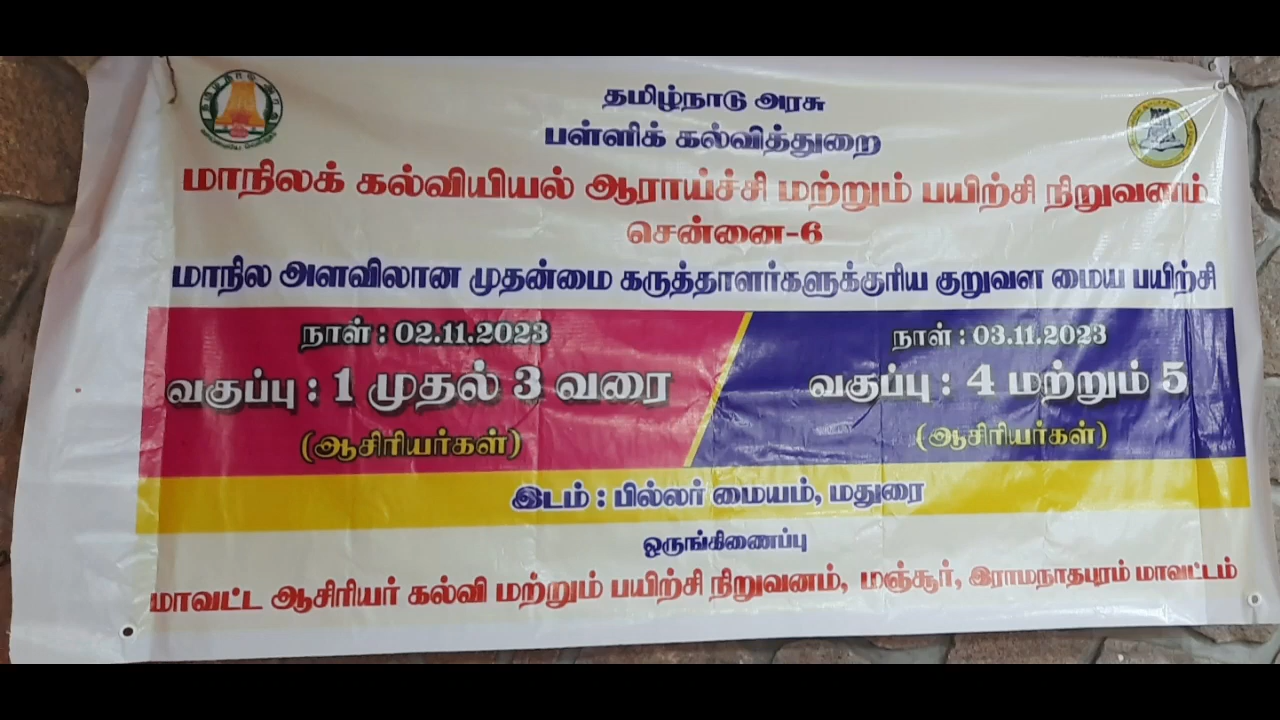 தமிழ்நாடு அரசு
பள்ளிக் கல்வித்துறை
மாநிலக் கல்வியியல் ஆராய்ச்சி மற்றும் பயிற்சி நிறுவனம்
சென்னை-6
மாநில அளவிலான முதன்மை கருத்தாளர்களுக்குரிய குறுவள மைய பயிற்சி
நாள் : 02.11.2023
வகுப்பு : 1 முதல் 3 வரை
(ஆசிரியர்கள்)
நாள் : 03.11.2023
வகுப்பு : 4 மற்றும் 5
(ஆசிரியர்கள்)
இடம் : பில்லர் மையம், மதுரை
ஒருங்கிணைப்பு
மாவட்ட ஆசிரியர் கல்வி மற்றும் பயிற்சி நிறுவனம், மஞ்சூர், இராமநாதபுரம் மாவட்டம்